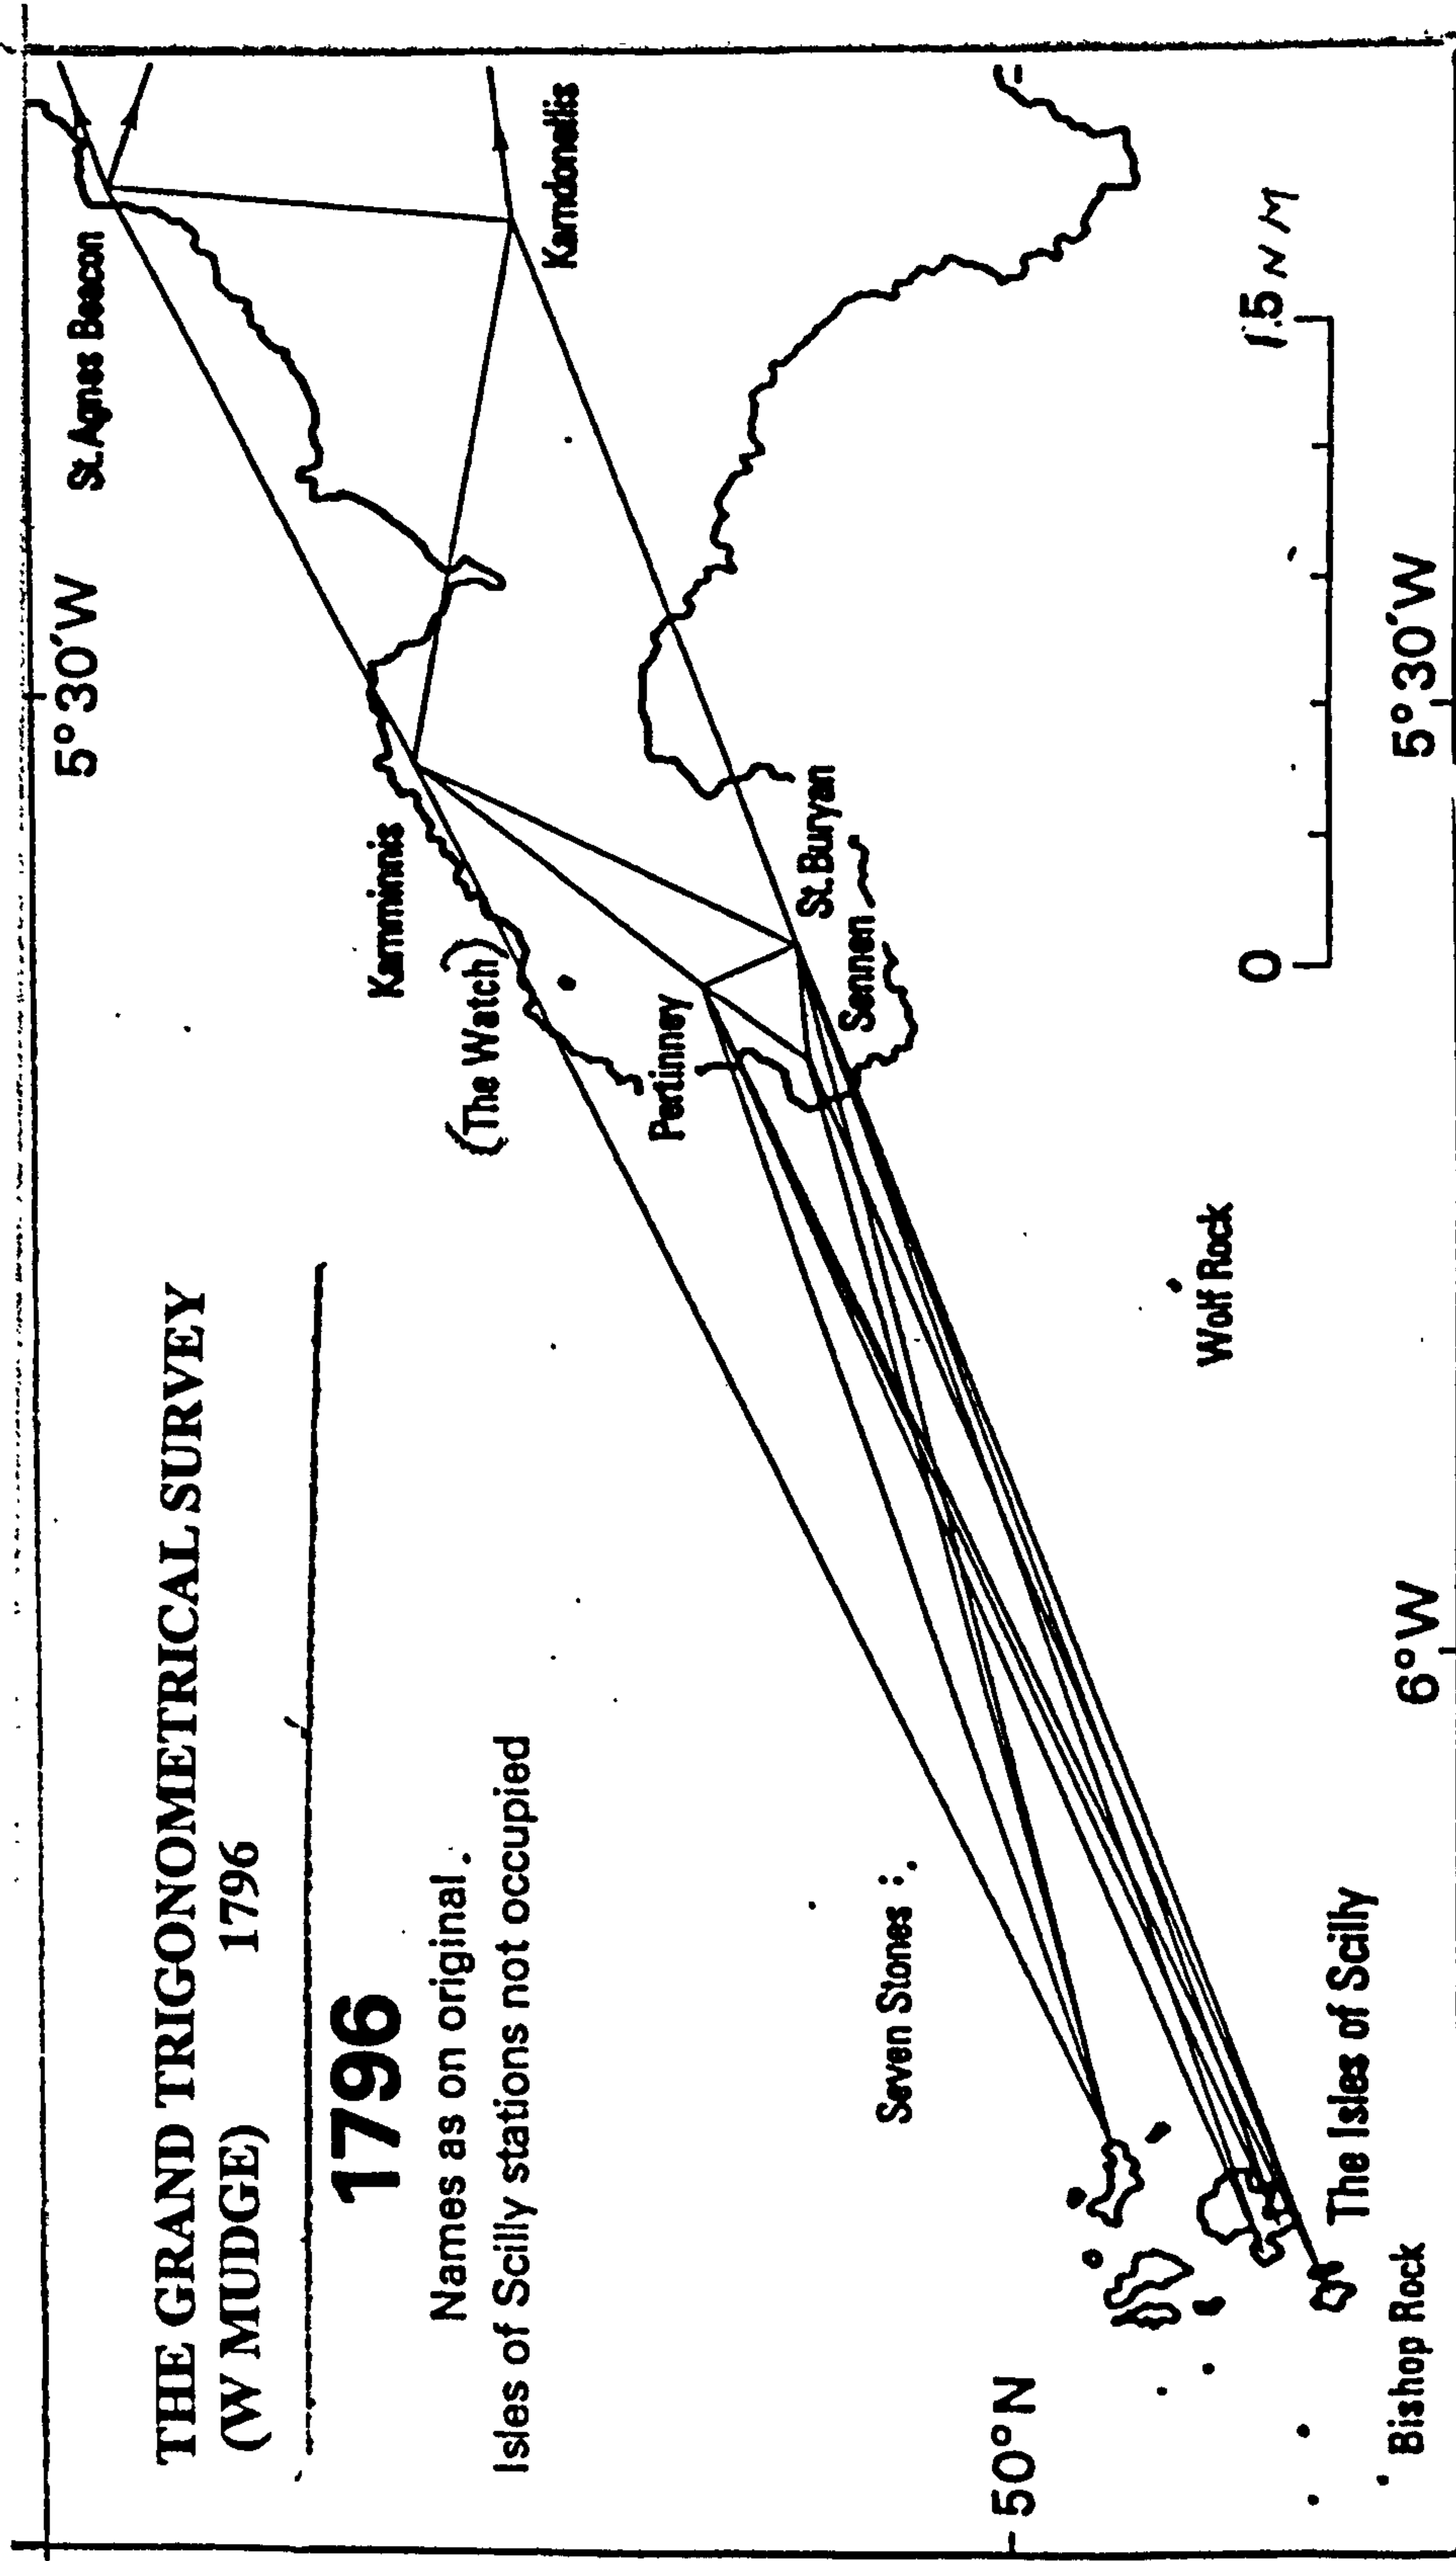 THE GRAND TRIGONOMETRICAL SURVEY
(W MUDGE) 1796
1796
Names as on original.
Isles of Scilly stations not occupied
5°30′W
St. Agnes Beacon
Karndonellis
Karminnis
(The Watch)
Pertinney
St. Buryan
Sennen
Seven Stones
Wolf Rock
0
15 NM
50°N
The Isles of Scilly
Bishop Rock
6°W
5°30′W